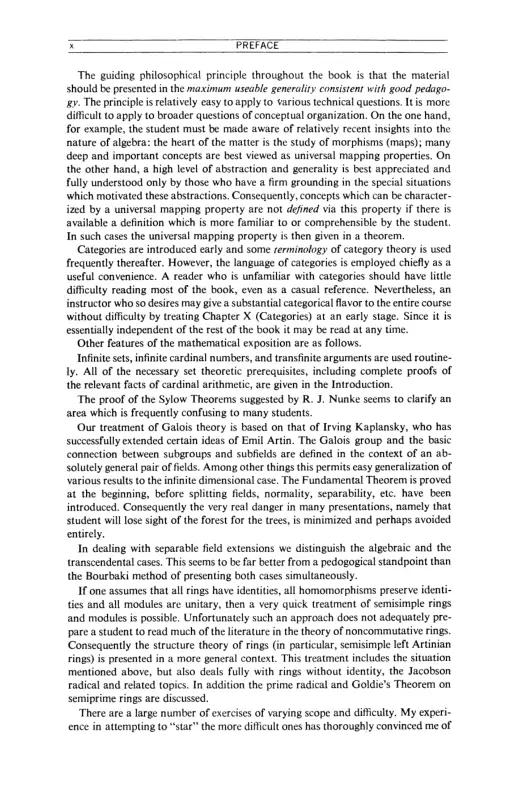 x PREFACE
The guiding philosophical principle throughout the book is that the material
should be presented in the maximum useable generality consistent with good pedago-
gy. The principle is relatively easy to apply to various technical questions. It is more
difficult to apply to broader questions of conceptual organization. On the one hand,
for example, the student must be made aware of relatively recent insights into the
nature of algebra: the heart of the matter is the study of morphisms (maps); many
deep and important concepts are best viewed as universal mapping properties. On
the other hand, a high level of abstraction and generality is best appreciated and
fully understood only by those who have a firm grounding in the special situations
which motivated these abstractions. Consequently, concepts which can be character-
ized by a universal mapping property are not defined via this property if there is
available a definition which is more familiar to or comprehensible by the student.
In such cases the universal mapping property is then given in a theorem.
Categories are introduced early and some terminology of category theory is used
frequently thereafter. However, the language of categories is employed chiefly as a
useful convenience. A reader who is unfamiliar with categories should have little
difficulty reading most of the book, even as a casual reference. Nevertheless, an
instructor who so desires may give a substantial categorical flavor to the entire course
without difficulty by treating Chapter X (Categories) at an early stage. Since it is
essentially independent of the rest of the book it may be read at any time.
Other features of the mathematical exposition are as follows.
Infinite sets, infinite cardinal numbers, and transfinite arguments are used routine-
ly. All of the necessary set theoretic prerequisites, including complete proofs of
the relevant facts of cardinal arithmetic, are given in the Introduction.
The proof of the Sylow Theorems suggested by R. J. Nunke seems to clarify an
area which is frequently confusing to many students.
Our treatment of Galois theory is based on that of Irving Kaplansky, who has
successfully extended certain ideas of Emil Artin. The Galois group and the basic
connection between subgroups and subfields are defined in the context of an ab-
solutely general pair of fields. Among other things this permits easy generalization of
various results to the infinite dimensional case. The Fundamental Theorem is proved
at the beginning, before splitting fields, normality, separability, etc. have been
introduced. Consequently the very real danger in many presentations, namely that
student will lose sight of the forest for the trees, is minimized and perhaps avoided
entirely.
In dealing with separable field extensions we distinguish the algebraic and the
transcendental cases. This seems to be far better from a pedogogical standpoint than
the Bourbaki method of presenting both cases simultaneously.
If one assumes that all rings have identities, all homomorphisms preserve identi-
ties and all modules are unitary, then a very quick treatment of semisimple rings
and modules is possible. Unfortunately such an approach does not adequately pre-
pare a student to read much of the literature in the theory of noncommutative rings.
Consequently the structure theory of rings (in particular, semisimple left Artinian
rings) is presented in a more general context. This treatment includes the situation
mentioned above, but also deals fully with rings without identity, the Jacobson
radical and related topics. In addition the prime radical and Goldie's Theorem on
semiprime rings are discussed.
There are a large number of exercises of varying scope and difficulty. My experi-
ence in attempting to "star" the more difficult ones has thoroughly convinced me of